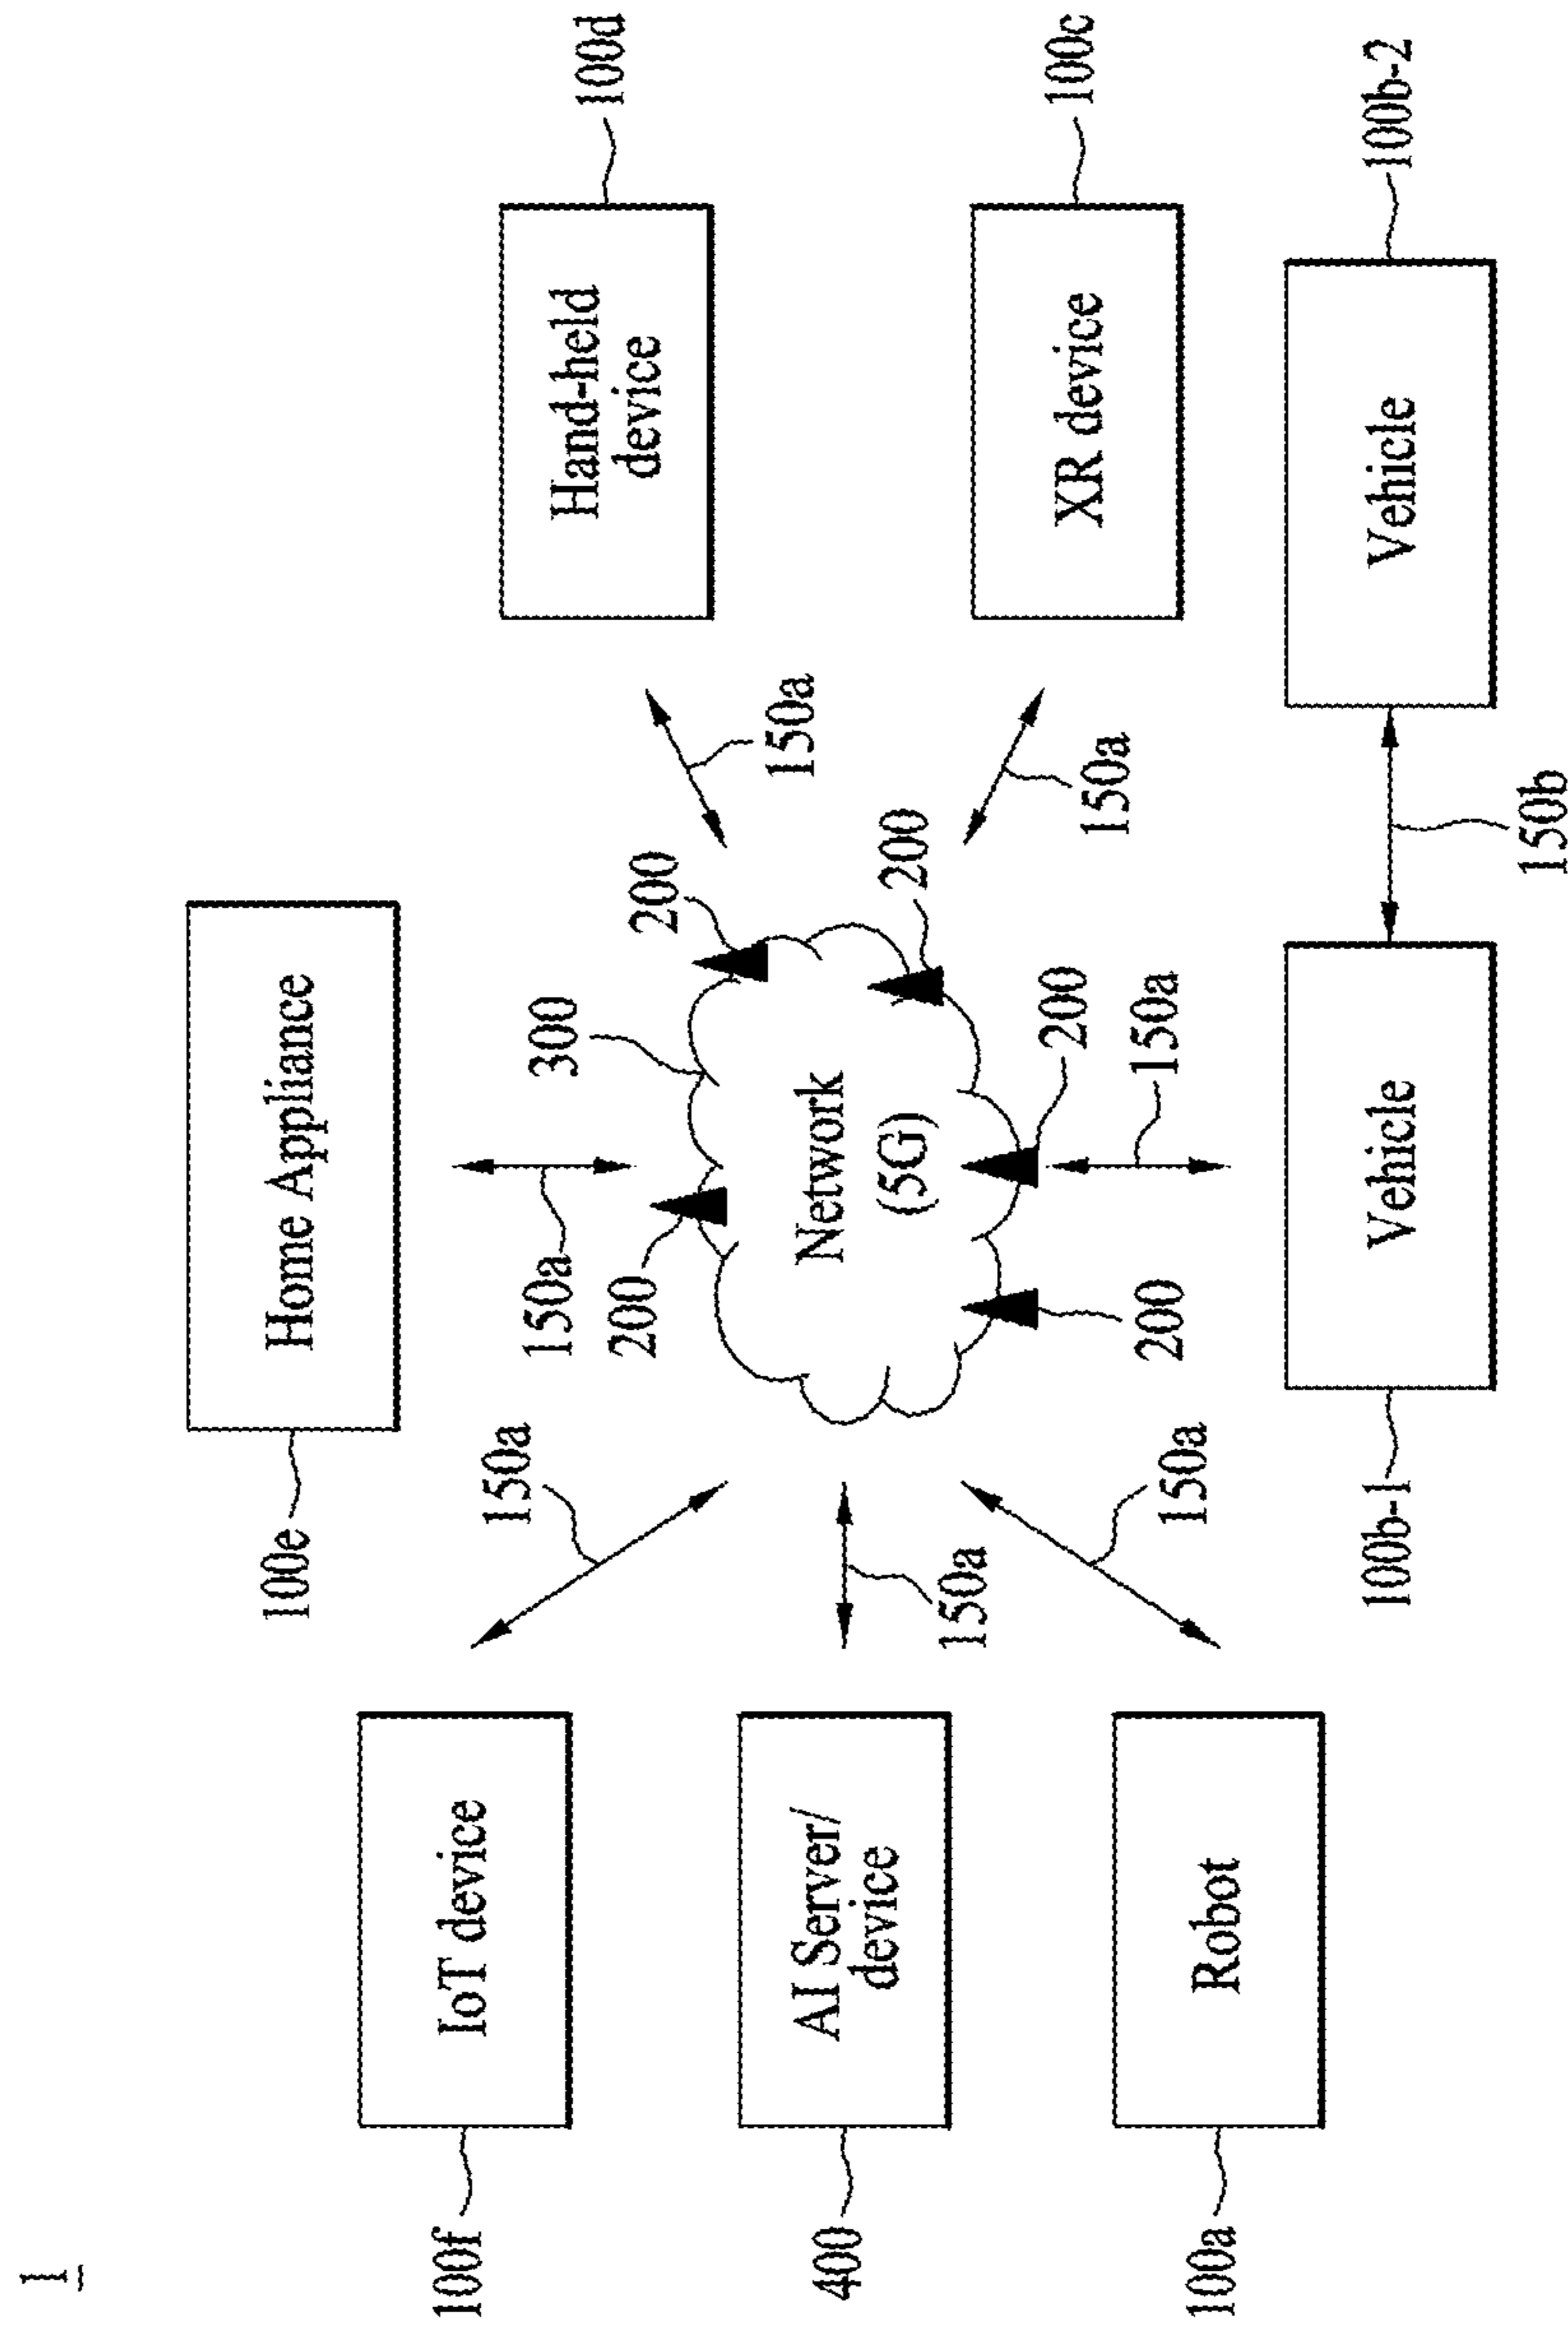 1
100e
Home Appliance
100f
IoT device
150a
150a
300
200
200
Hand-held
device
100d
150a
400
AI Server/
device
150a
Network
(5G)
200
200
200
150a
XR device
100c
100a
Robot
150a
150a
100b-1
Vehicle
150b
Vehicle
100b-2